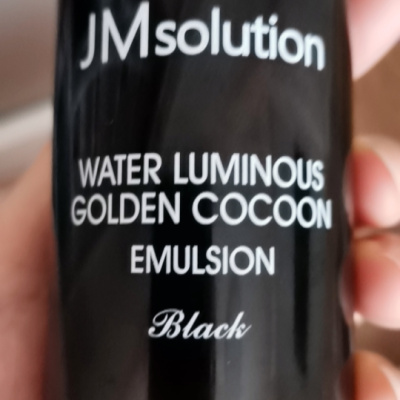 JMsolution
WATER LUMINOUS
GOLDEN COCOON
EMULSION
Black